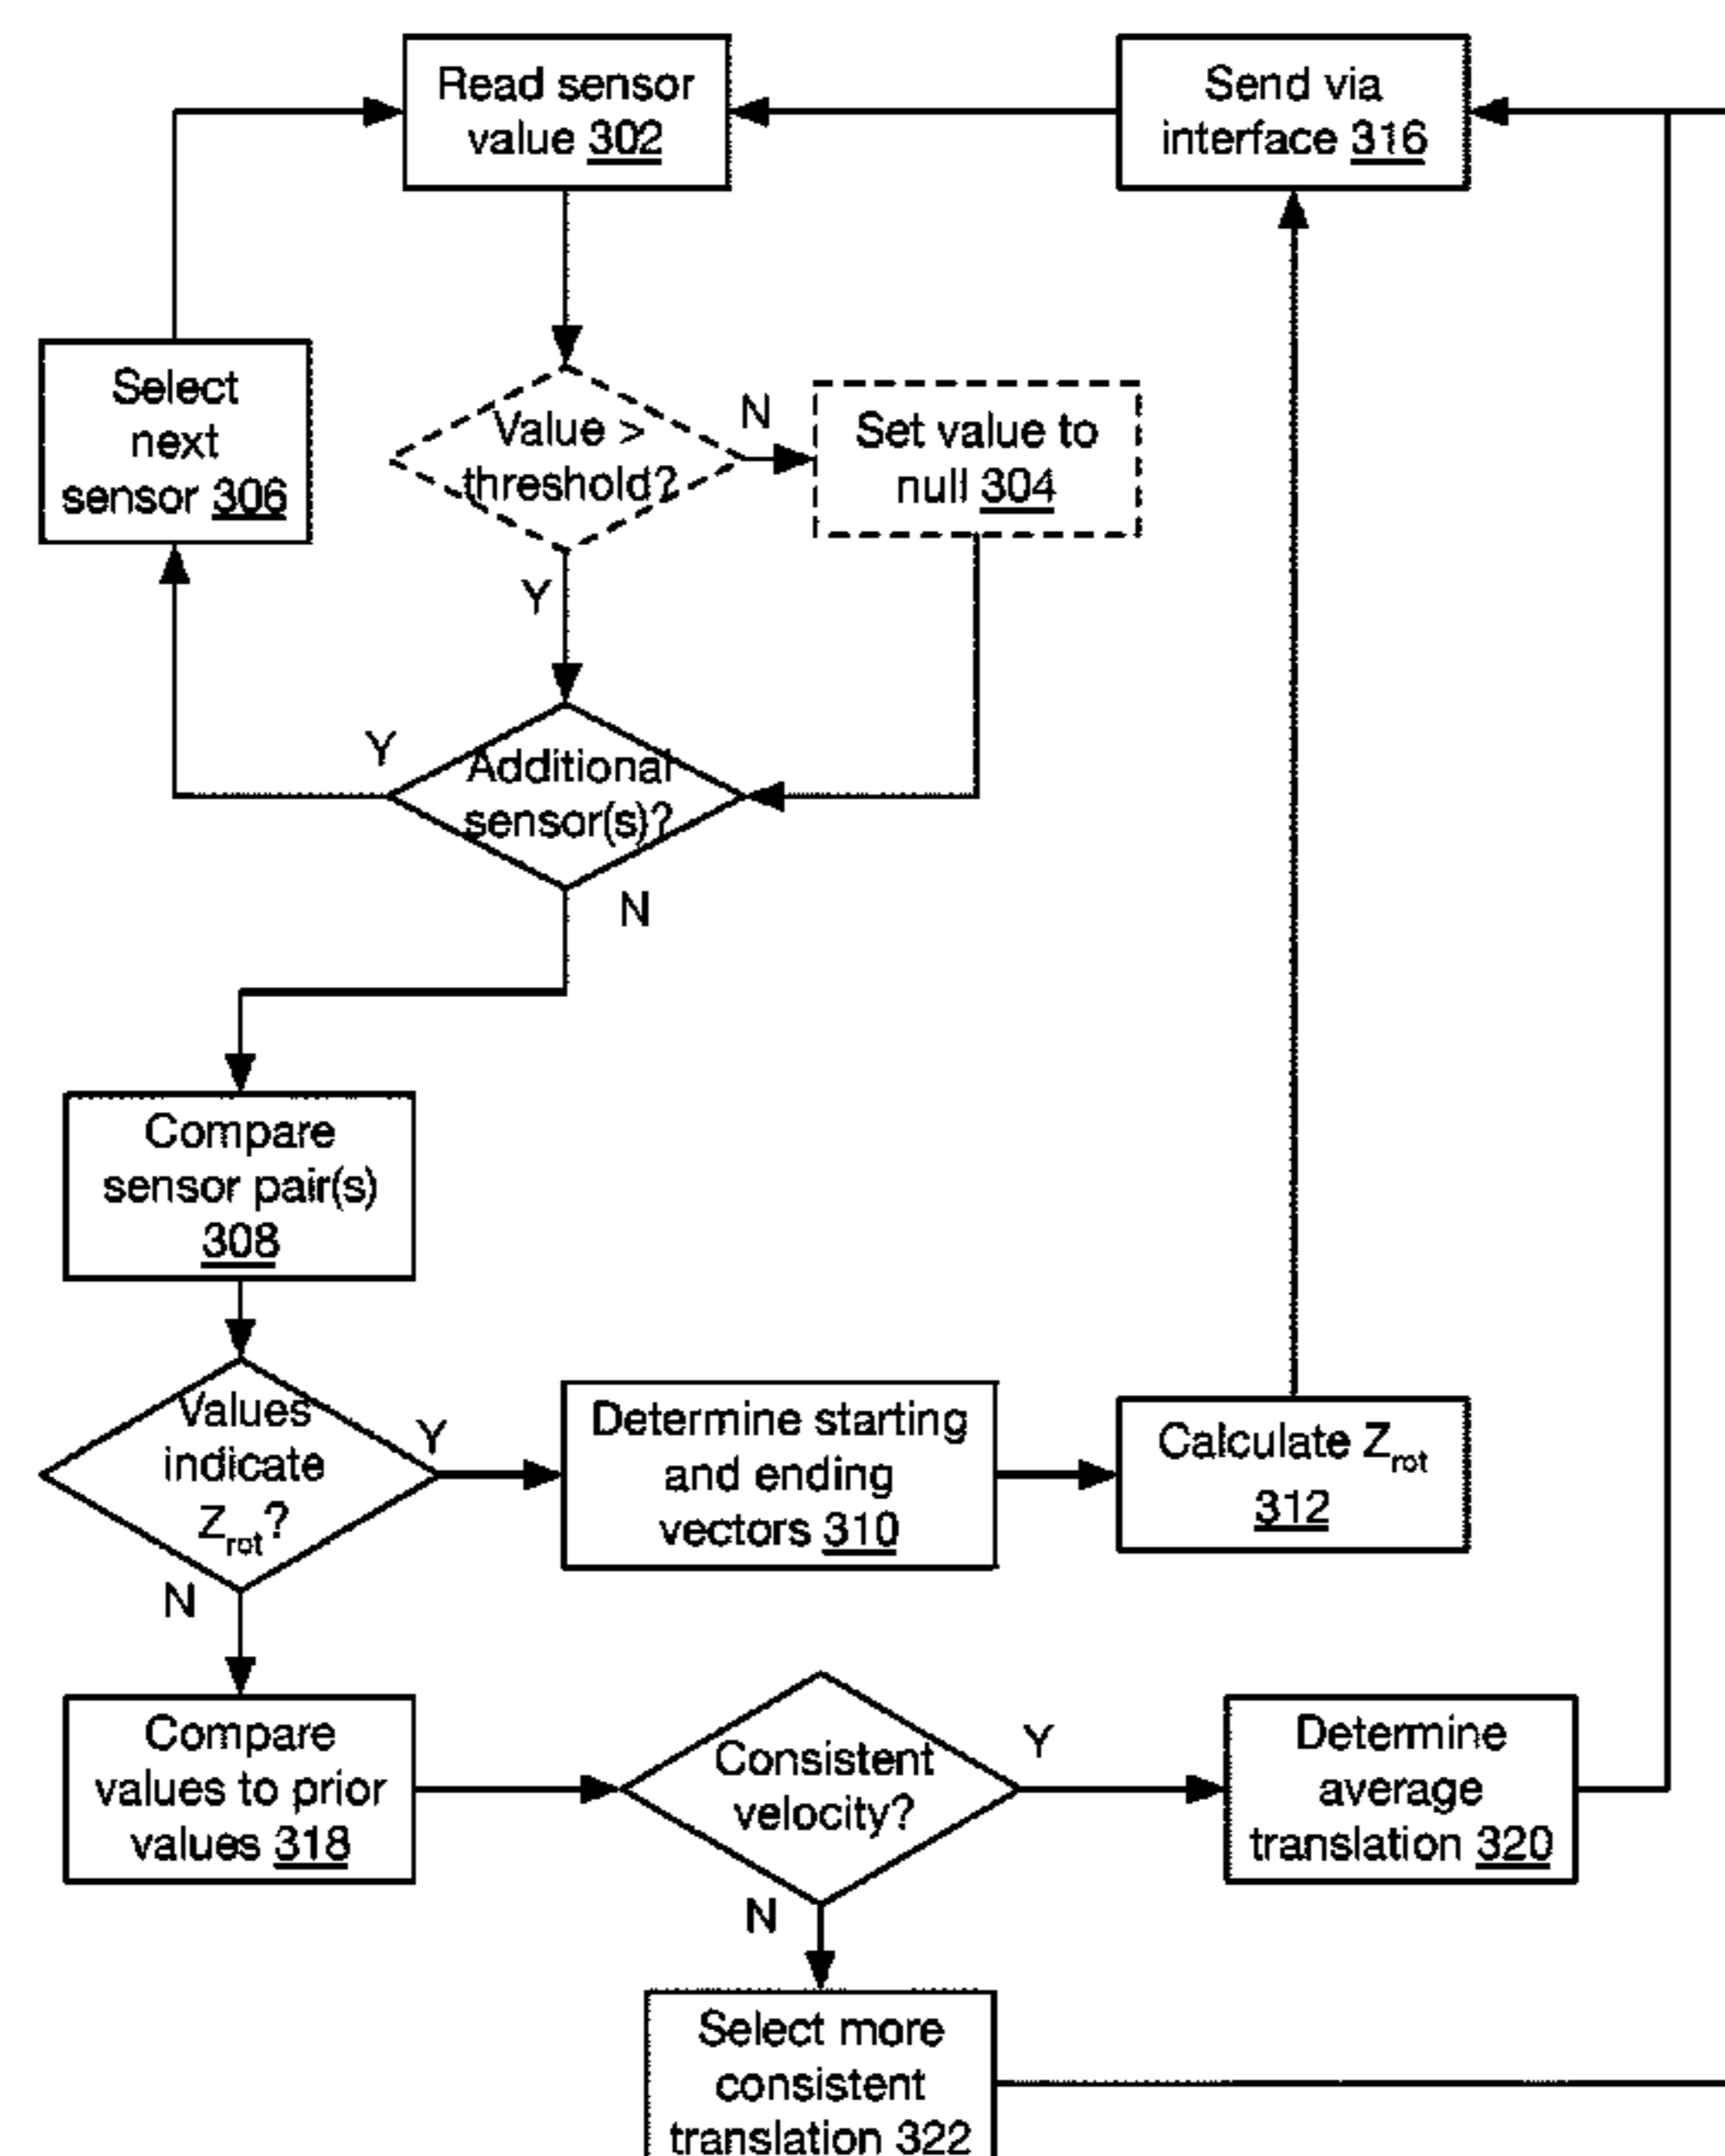 Read sensor
value 302
Send via
interface 316
Select
next
sensor 306
Value >
threshold?
N
Set value to
null 304
Y
Y
Additional
sensor(s)?
N
Compare
sensor pair(s)
308
Values
indicate
Zrot?
Y
Determine starting
and ending
vectors 310
Calculate Zrot
312
N
Compare
values to prior
values 318
Consistent
velocity?
Y
Determine
average
translation 320
N
Select more
consistent
translation 322